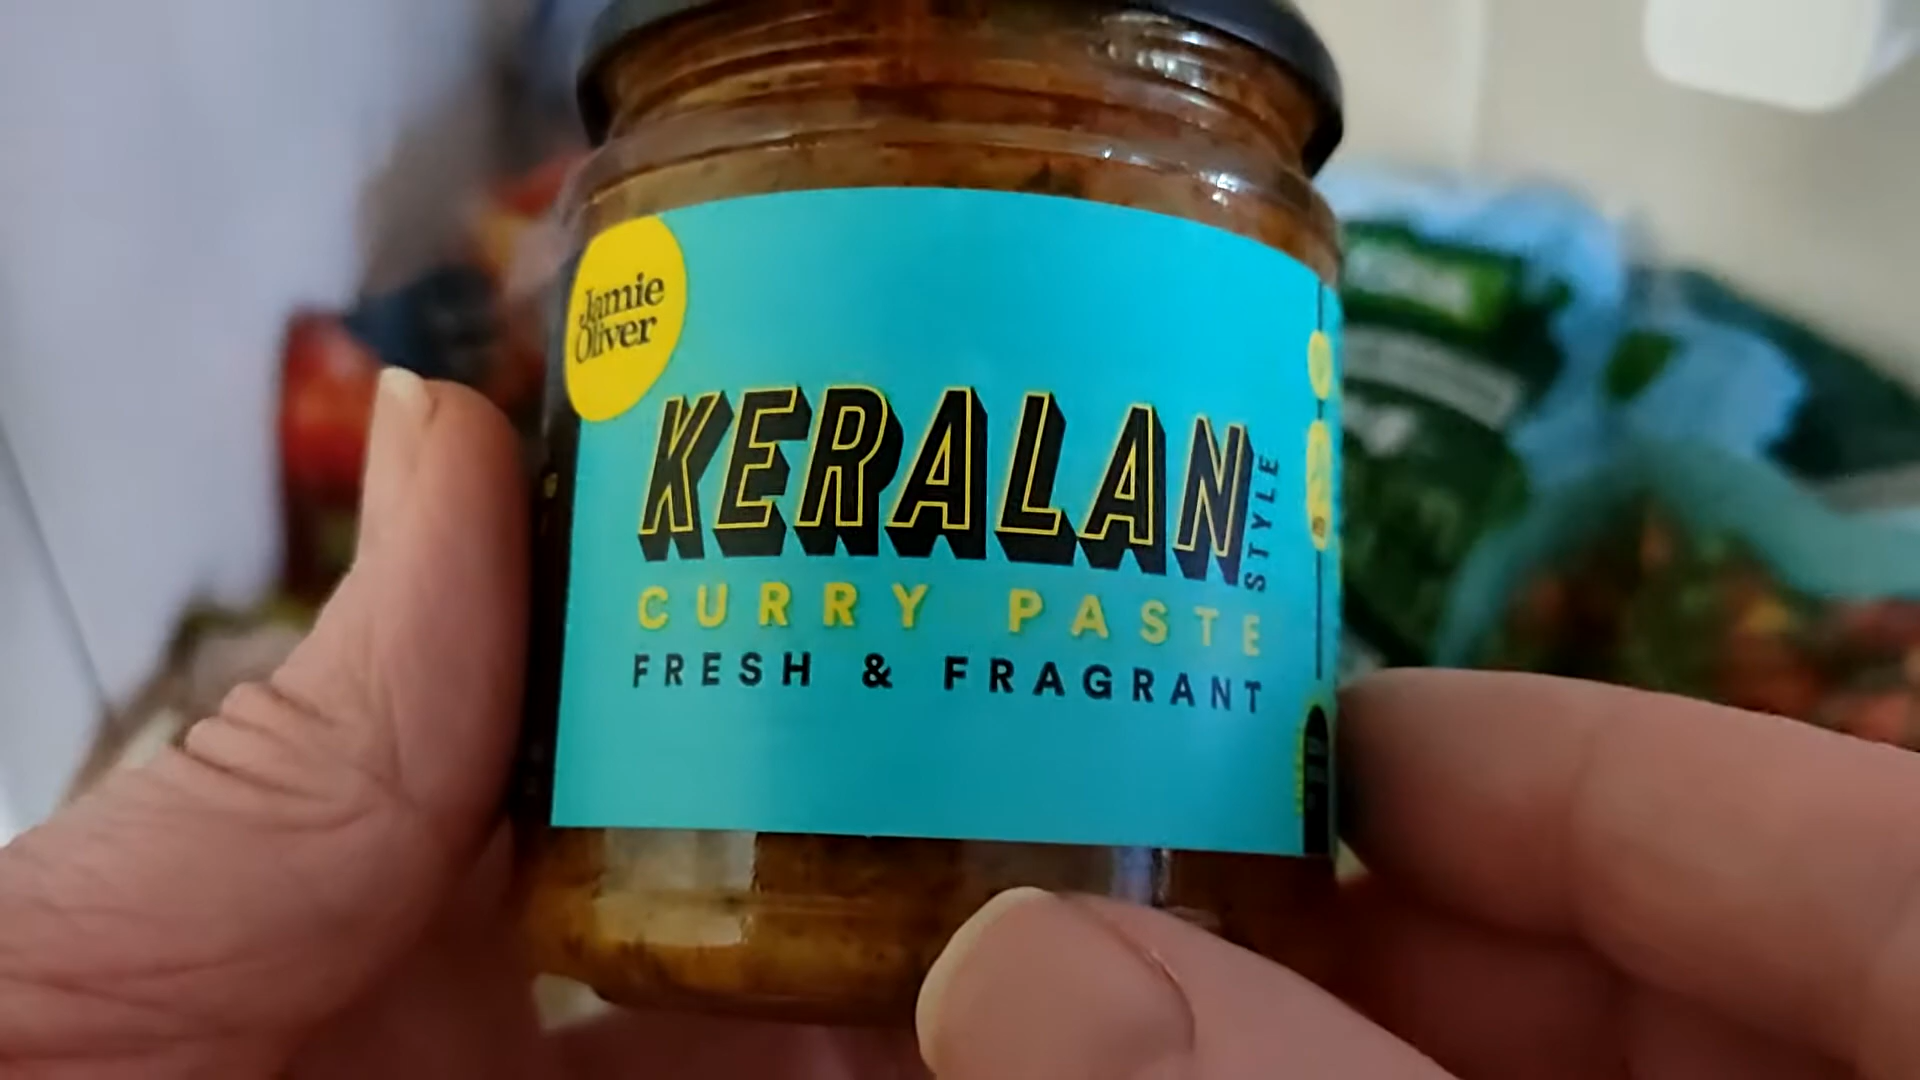 Jamie
Oliver
KERALAN
STYLE
CURRY PASTE
FRESH & FRAGRANT